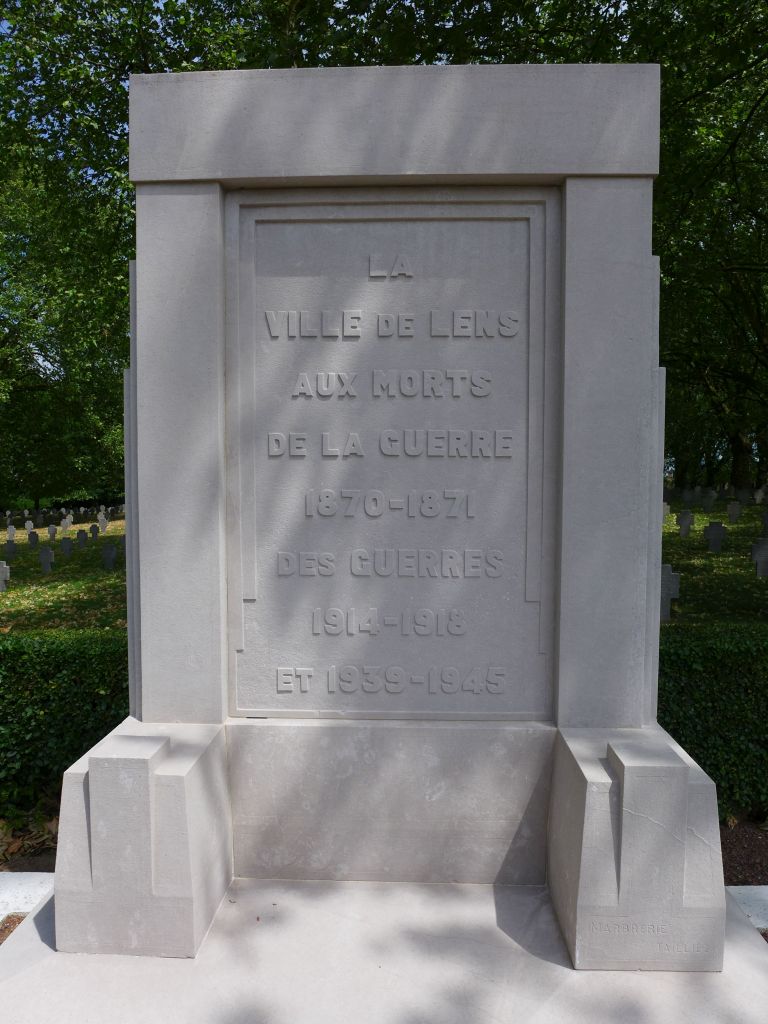 LA
VILLE DE LENS
AUX MORTS
DE LA GUERRE
1870-1871
DES GUERRES
1914-1918
ET 1939-1945
MARBRERIE
TAILLIEZ